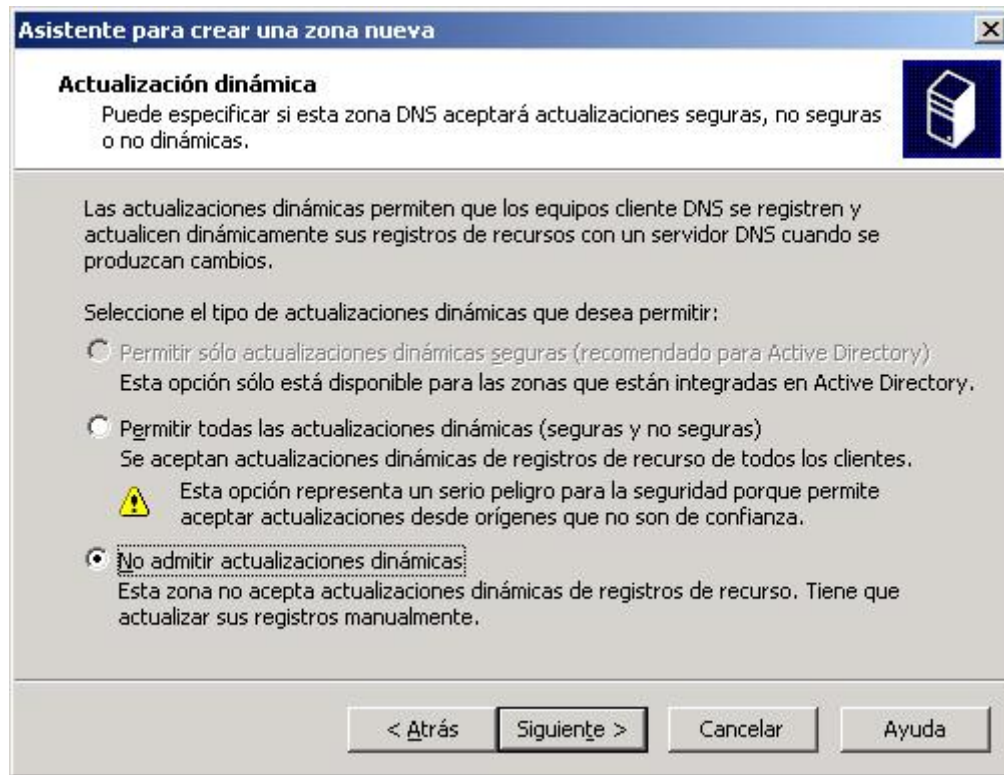 Asistente para crear una zona nueva
Actualización dinámica
Puede especificar si esta zona DNS aceptará actualizaciones seguras, no seguras
o no dinámicas.
Las actualizaciones dinámicas permiten que los equipos cliente DNS se registren y
actualicen dinámicamente sus registros de recursos con un servidor DNS cuando se
produzcan cambios.
Seleccione el tipo de actualizaciones dinámicas que desea permitir:
Permitir sólo actualizaciones dinámicas seguras (recomendado para Active Directory)
Esta opción sólo está disponible para las zonas que están integradas en Active Directory.
Permitir todas las actualizaciones dinámicas (seguras y no seguras)
Se aceptan actualizaciones dinámicas de registros de recurso de todos los clientes.
Esta opción representa un serio peligro para la seguridad porque permite
aceptar actualizaciones desde orígenes que no son de confianza.
No admitir actualizaciones dinámicas
Esta zona no acepta actualizaciones dinámicas de registros de recurso. Tiene que
actualizar sus registros manualmente.
< Atrás Siguiente > Cancelar Ayuda